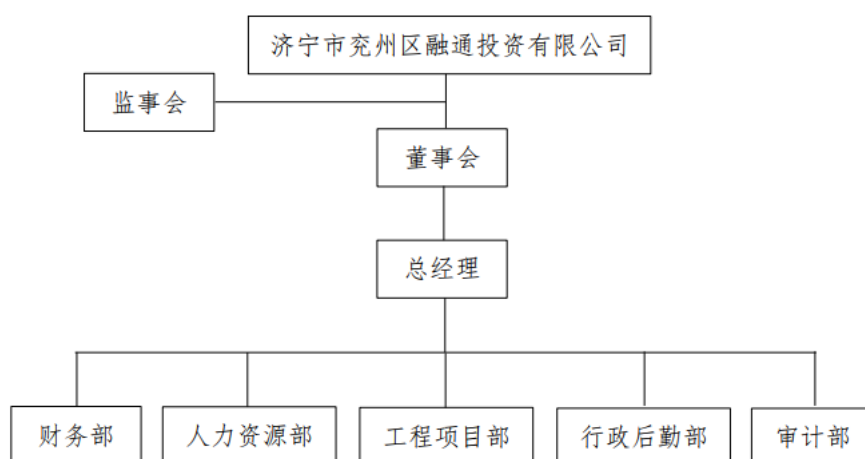 济宁市兖州区融通投资有限公司
监事会
董事会
总经理
财务部
人力资源部
工程项目部
行政后勤部
审计部